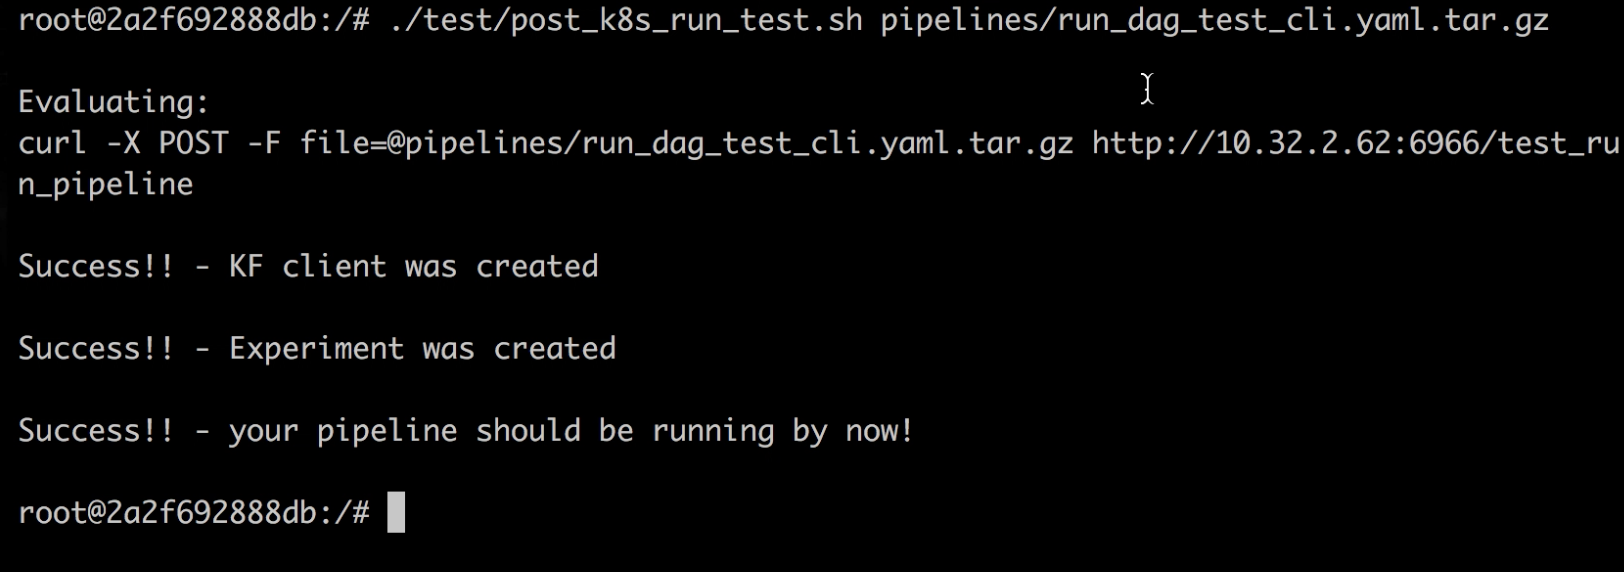 root@2a2f692888db:/# ./test/post_k8s_run_test.sh pipelines/run_dag_test_cli.yaml.tar.gz
Evaluating:
curl -X POST -F file=@pipelines/run_dag_test_cli.yaml.tar.gz http://10.32.2.62:6966/test_ru
n_pipeline
Success!! - KF client was created
Success!! - Experiment was created
Success!! - your pipeline should be running by now!
root@2a2f692888db:/#